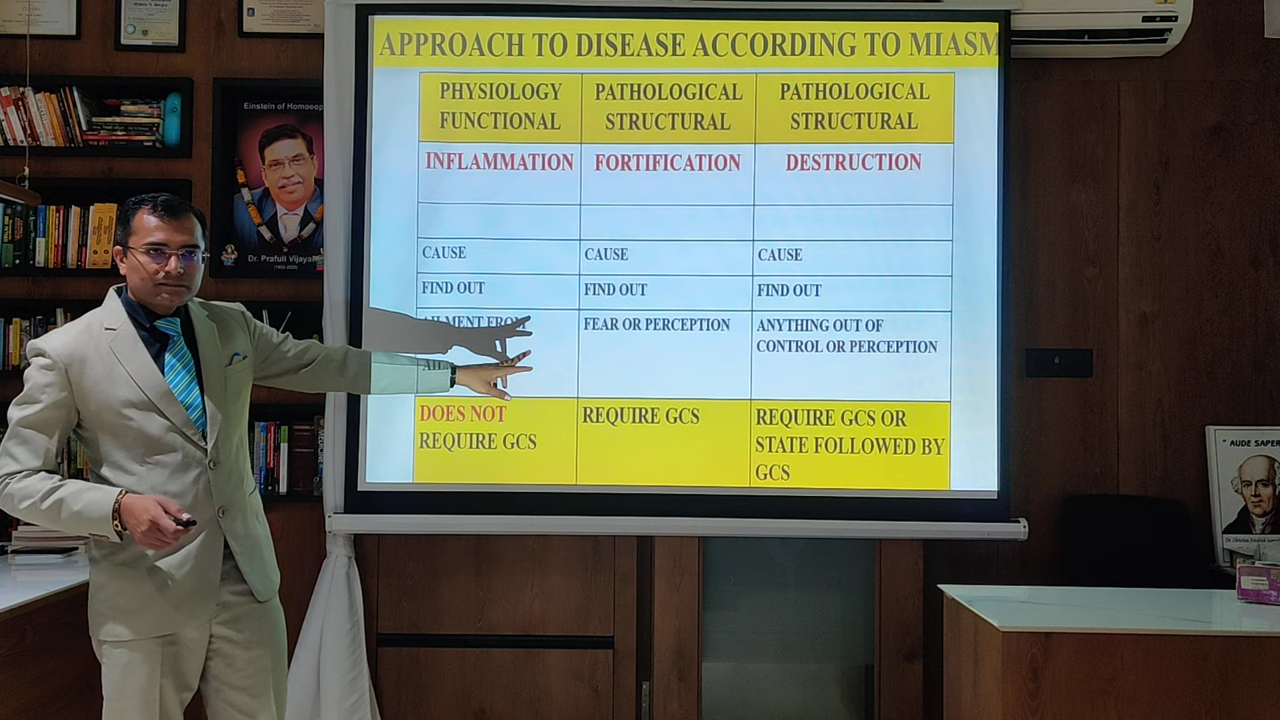 APPROACH TO DISEASE ACCORDING TO MIASM
PHYSIOLOGY FUNCTIONAL
PATHOLOGICAL STRUCTURAL
PATHOLOGICAL STRUCTURAL
INFLAMMATION
FORTIFICATION
DESTRUCTION
CAUSE
CAUSE
CAUSE
FIND OUT
FIND OUT
FIND OUT
AILMENT FROM
FEAR OR PERCEPTION
ANYTHING OUT OF
CONTROL OR PERCEPTION
DOES NOT
REQUIRE GCS
REQUIRE GCS
REQUIRE GCS OR
STATE FOLLOWED BY
GCS
Einstein of Homoeop
Dr. Prafull Vijayak
" AUDE SAPER